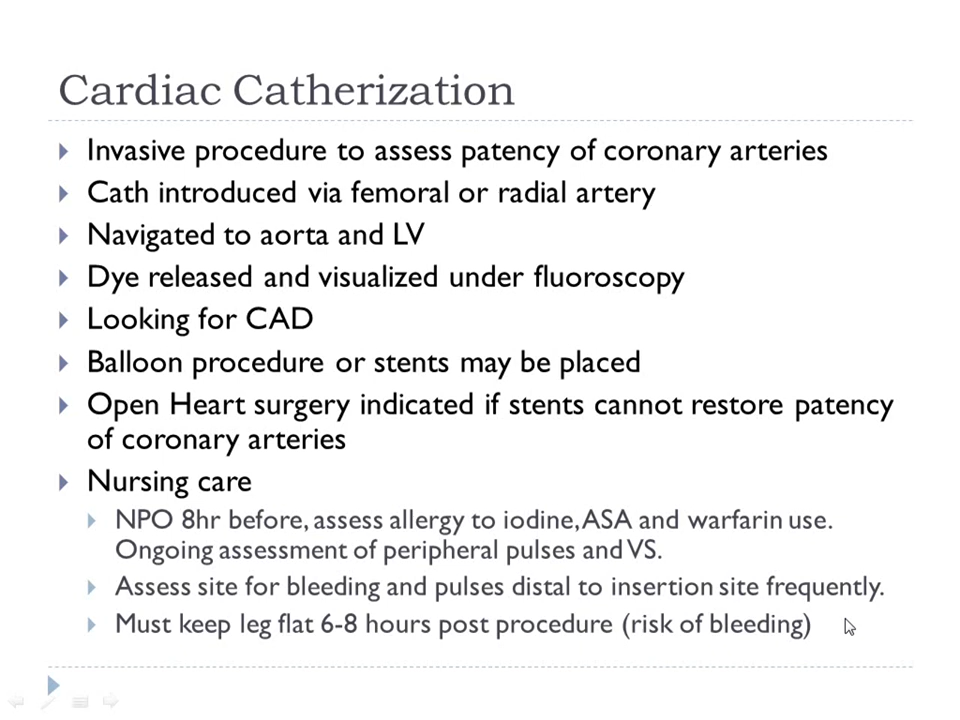 Cardiac Catherization
Invasive procedure to assess patency of coronary arteries
Cath introduced via femoral or radial artery
Navigated to aorta and LV
Dye released and visualized under fluoroscopy
Looking for CAD
Balloon procedure or stents may be placed
Open Heart surgery indicated if stents cannot restore patency
of coronary arteries
Nursing care
NPO 8hr before, assess allergy to iodine, ASA and warfarin use.
Ongoing assessment of peripheral pulses and VS.
Assess site for bleeding and pulses distal to insertion site frequently.
Must keep leg flat 6-8 hours post procedure (risk of bleeding)